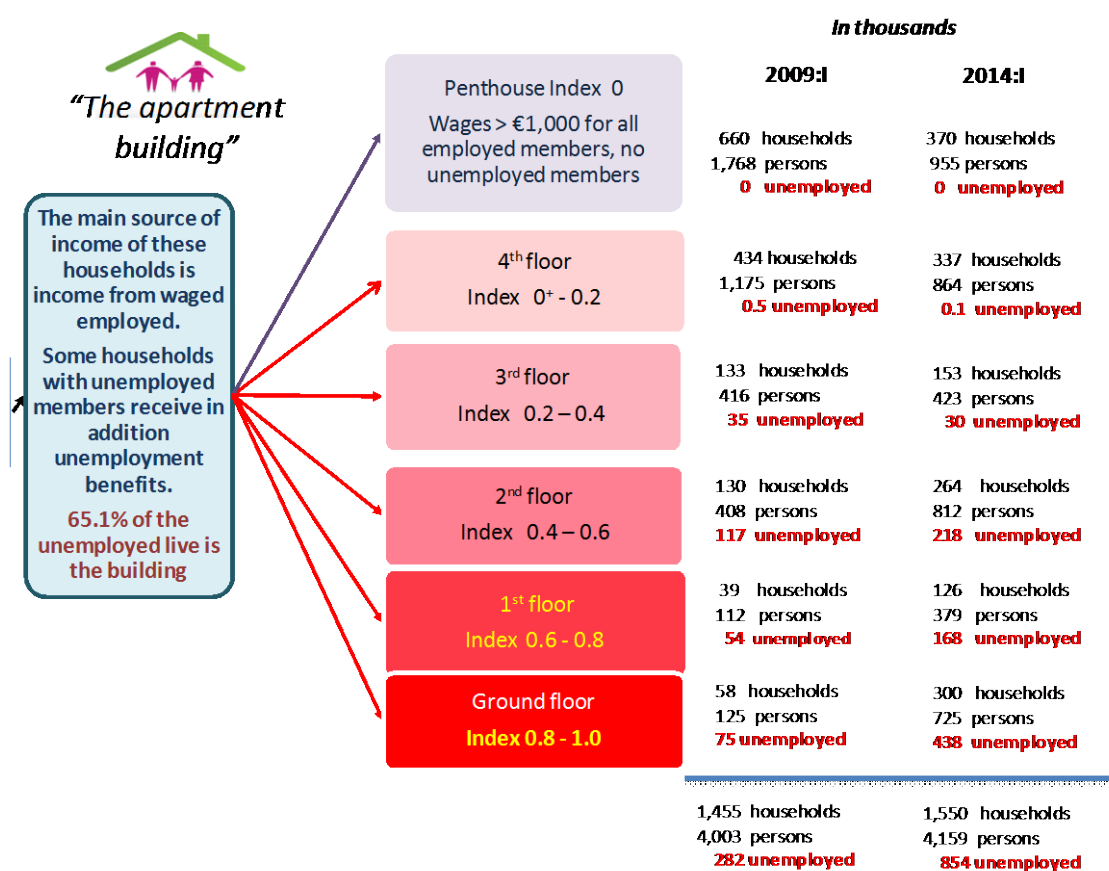 “The apartment
building”
The main source of
income of these
households is
income from waged
employed.
Some households
with unemployed
members receive in
addition
unemployment
benefits.
65.1% of the
unemployed live is
the building
Penthouse Index 0
Wages > €1,000 for all
employed members, no
unemployed members
4th floor
Index 0+ - 0.2
3rd floor
Index 0.2 – 0.4
2nd floor
Index 0.4 – 0.6
1st floor
Index 0.6 - 0.8
Ground floor
Index 0.8 - 1.0
In thousands
2009:I
660 households
1,768 persons
0 unemployed
434 households
1,175 persons
0.5 unemployed
133 households
416 persons
35 unemployed
130 households
408 persons
117 unemployed
39 households
112 persons
54 unemployed
58 households
125 persons
75 unemployed
1,455 households
4,003 persons
282 unemployed
2014:I
370 households
955 persons
0 unemployed
337 households
864 persons
0.1 unemployed
153 households
423 persons
30 unemployed
264 households
812 persons
218 unemployed
126 households
379 persons
168 unemployed
300 households
725 persons
438 unemployed
1,550 households
4,159 persons
854 unemployed